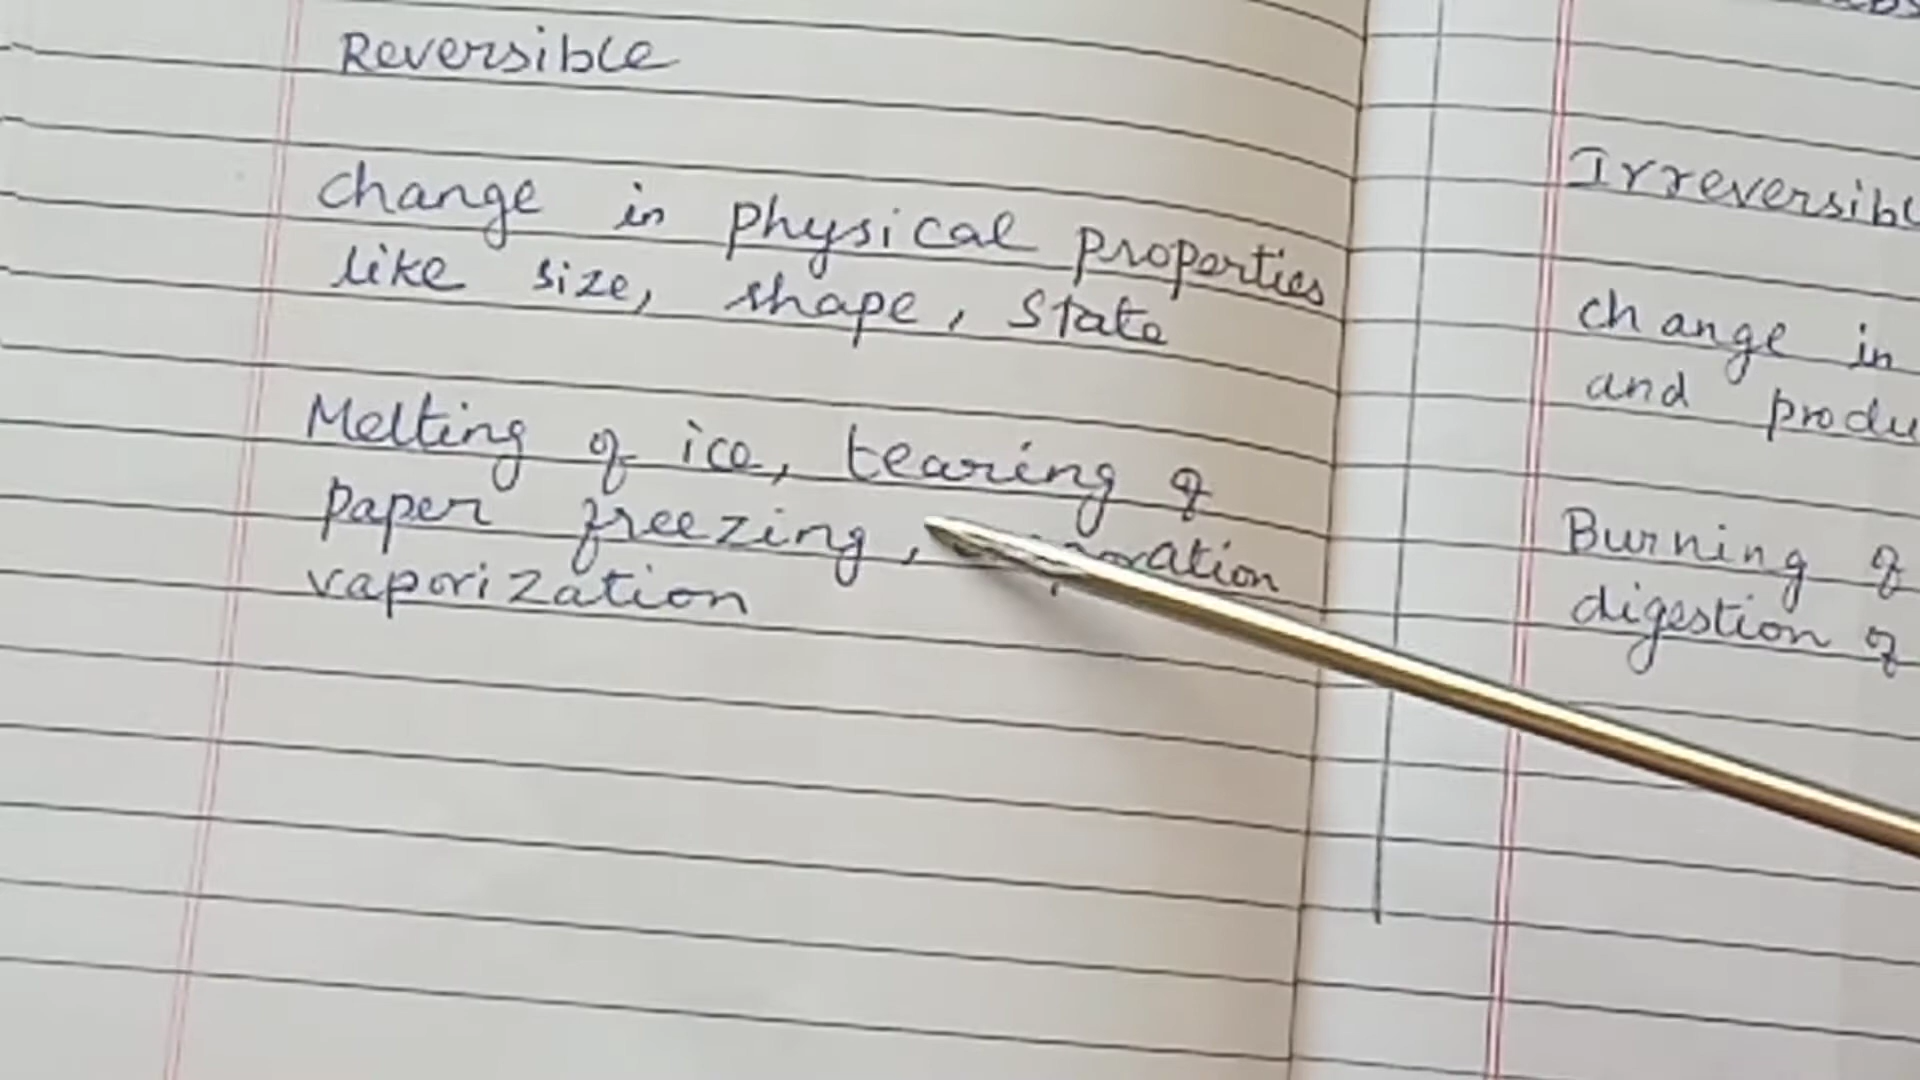 Reversible
change in physical properties
like size, shape, state
Melting of ice, tearing of
paper freezing,
vaporization
Irreversibl
change in
and produ
Burning of
digestion of